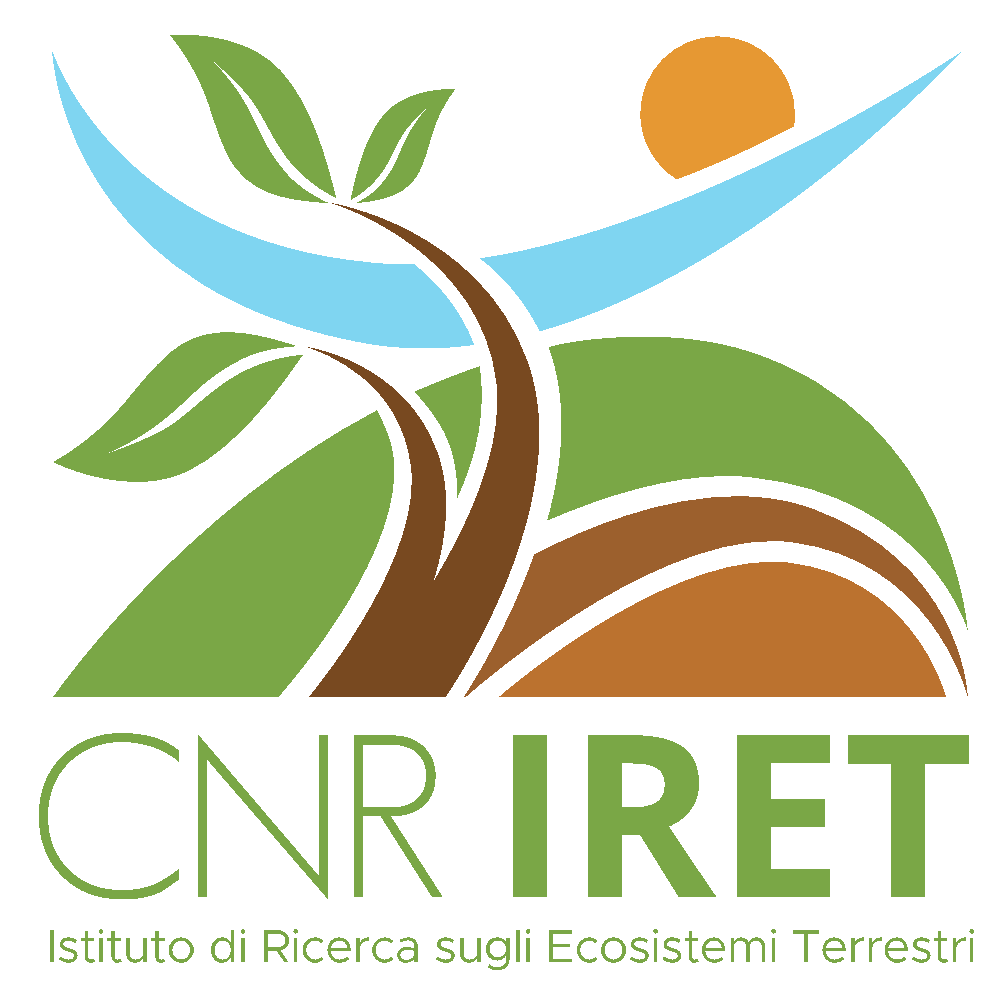 CNR IRET
Istituto di Ricerca sugli Ecosistemi Terrestri